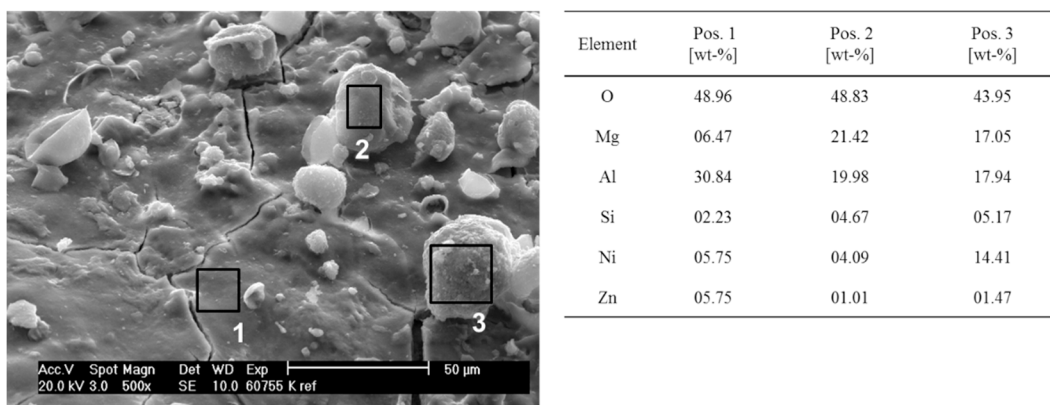 2
1
3
Acc.V Spot Magn Det WD Exp 50 µm
20.0 kV 3.0 500x SE 10.0 60755 K ref
Element Pos. 1 [wt-%] Pos. 2 [wt-%] Pos. 3 [wt-%]
O 48.96 48.83 43.95
Mg 06.47 21.42 17.05
Al 30.84 19.98 17.94
Si 02.23 04.67 05.17
Ni 05.75 04.09 14.41
Zn 05.75 01.01 01.47